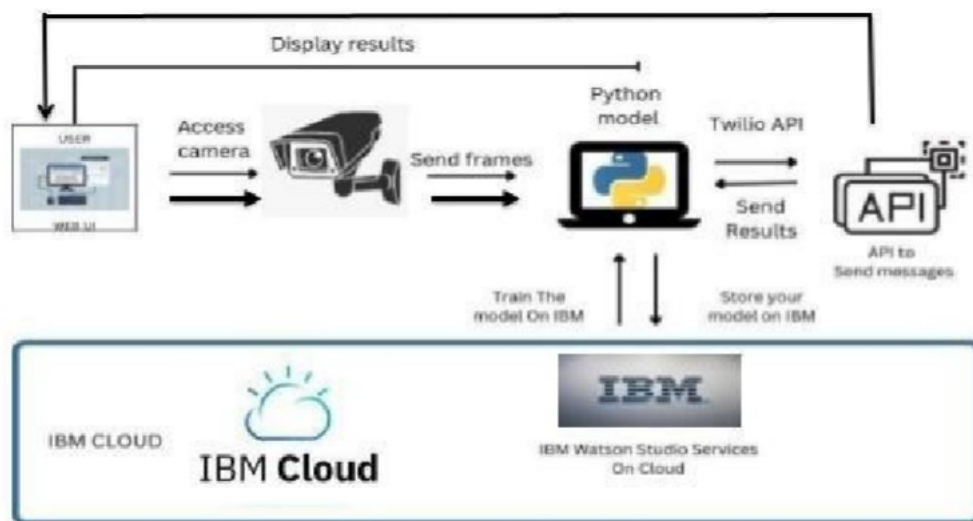 Display results
USER
WEB UI
Access
camera
Send frames
Python
model
Twilio API
Send
Results
API
API to
Send messages
Train The
model On IBM
Store your
model on IBM
IBM CLOUD
IBM Cloud
IBM
IBM Watson Studio Services
On Cloud